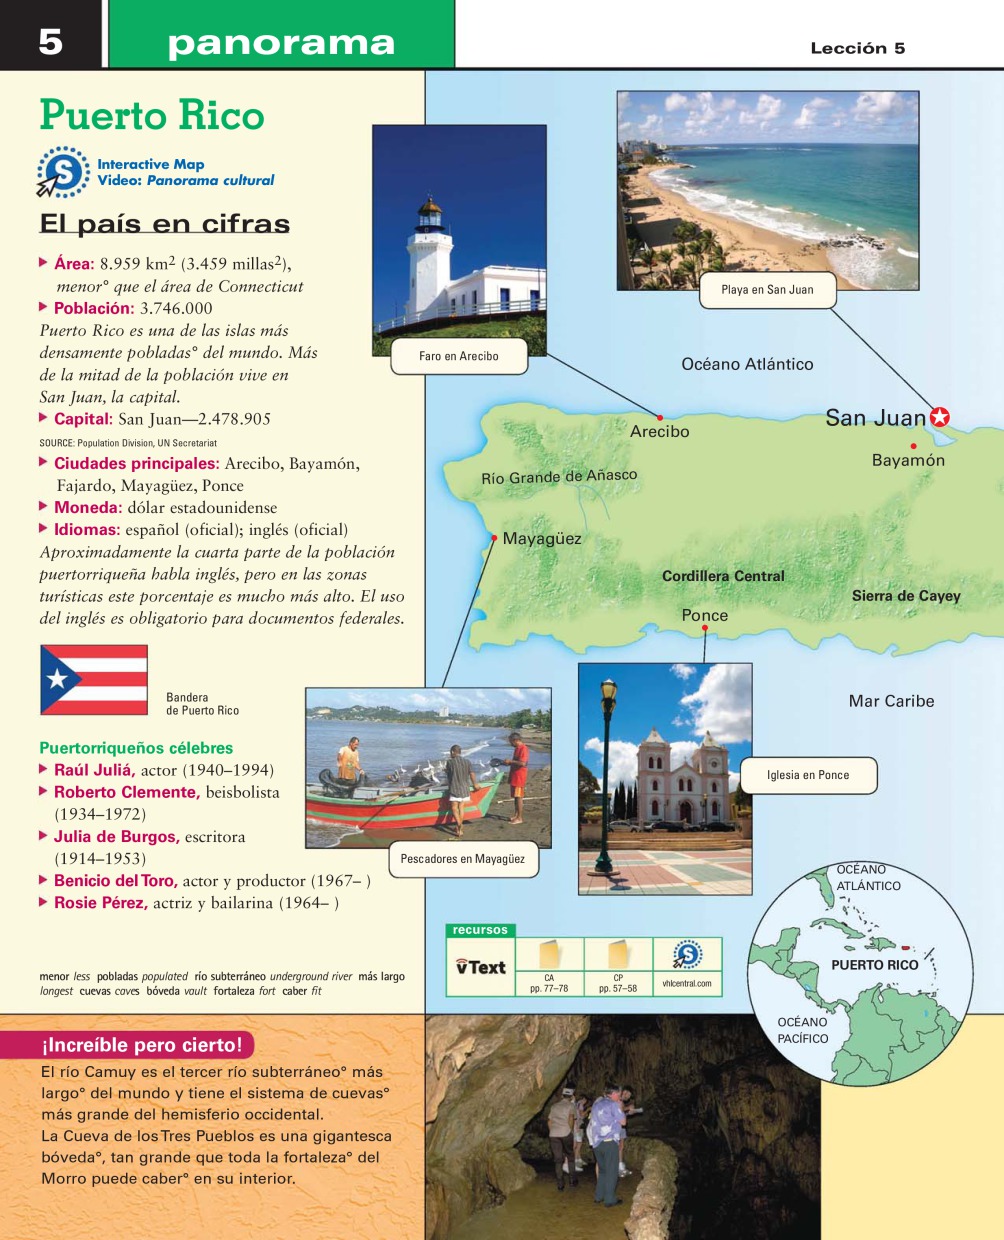 5
panorama
Lección 5
Puerto Rico
S
Interactive Map
Video: Panorama cultural
El país en cifras
Área: 8.959 km2 (3.459 millas2),
menor° que el área de Connecticut
Población: 3.746.000
Puerto Rico es una de las islas más
densamente pobladas° del mundo. Más
de la mitad de la población vive en
San Juan, la capital.
Capital: San Juan—2.478.905
SOURCE: Population Division, UN Secretariat
Ciudades principales: Arecibo, Bayamón,
Fajardo, Mayagüez, Ponce
Moneda: dólar estadounidense
Idiomas: español (oficial); inglés (oficial)
Aproximadamente la cuarta parte de la población
puertorriqueña habla inglés, pero en las zonas
turísticas este porcentaje es mucho más alto. El uso
del inglés es obligatorio para documentos federales.
Bandera
de Puerto Rico
Puertorriqueños célebres
Raúl Juliá, actor (1940–1994)
Roberto Clemente, beisbolista
(1934–1972)
Julia de Burgos, escritora
(1914–1953)
Benicio del Toro, actor y productor (1967– )
Rosie Pérez, actriz y bailarina (1964– )
menor less pobladas populated río subterráneo underground river más largo
longest cuevas caves bóveda vault fortaleza fort caber fit
Faro en Arecibo
Playa en San Juan
Océano Atlántico
San Juan
Arecibo
Bayamón
Río Grande de Añasco
Mayagüez
Cordillera Central
Sierra de Cayey
Ponce
Mar Caribe
Iglesia en Ponce
Pescadores en Mayagüez
recursos
vText
CA
pp. 77–78
CP
pp. 57–58
S
vhlcentral.com
OCÉANO
ATLÁNTICO
PUERTO RICO
OCÉANO
PACÍFICO
¡Increíble pero cierto!
El río Camuy es el tercer río subterráneo° más
largo° del mundo y tiene el sistema de cuevas°
más grande del hemisferio occidental.
La Cueva de los Tres Pueblos es una gigantesca
bóveda°, tan grande que toda la fortaleza° del
Morro puede caber° en su interior.